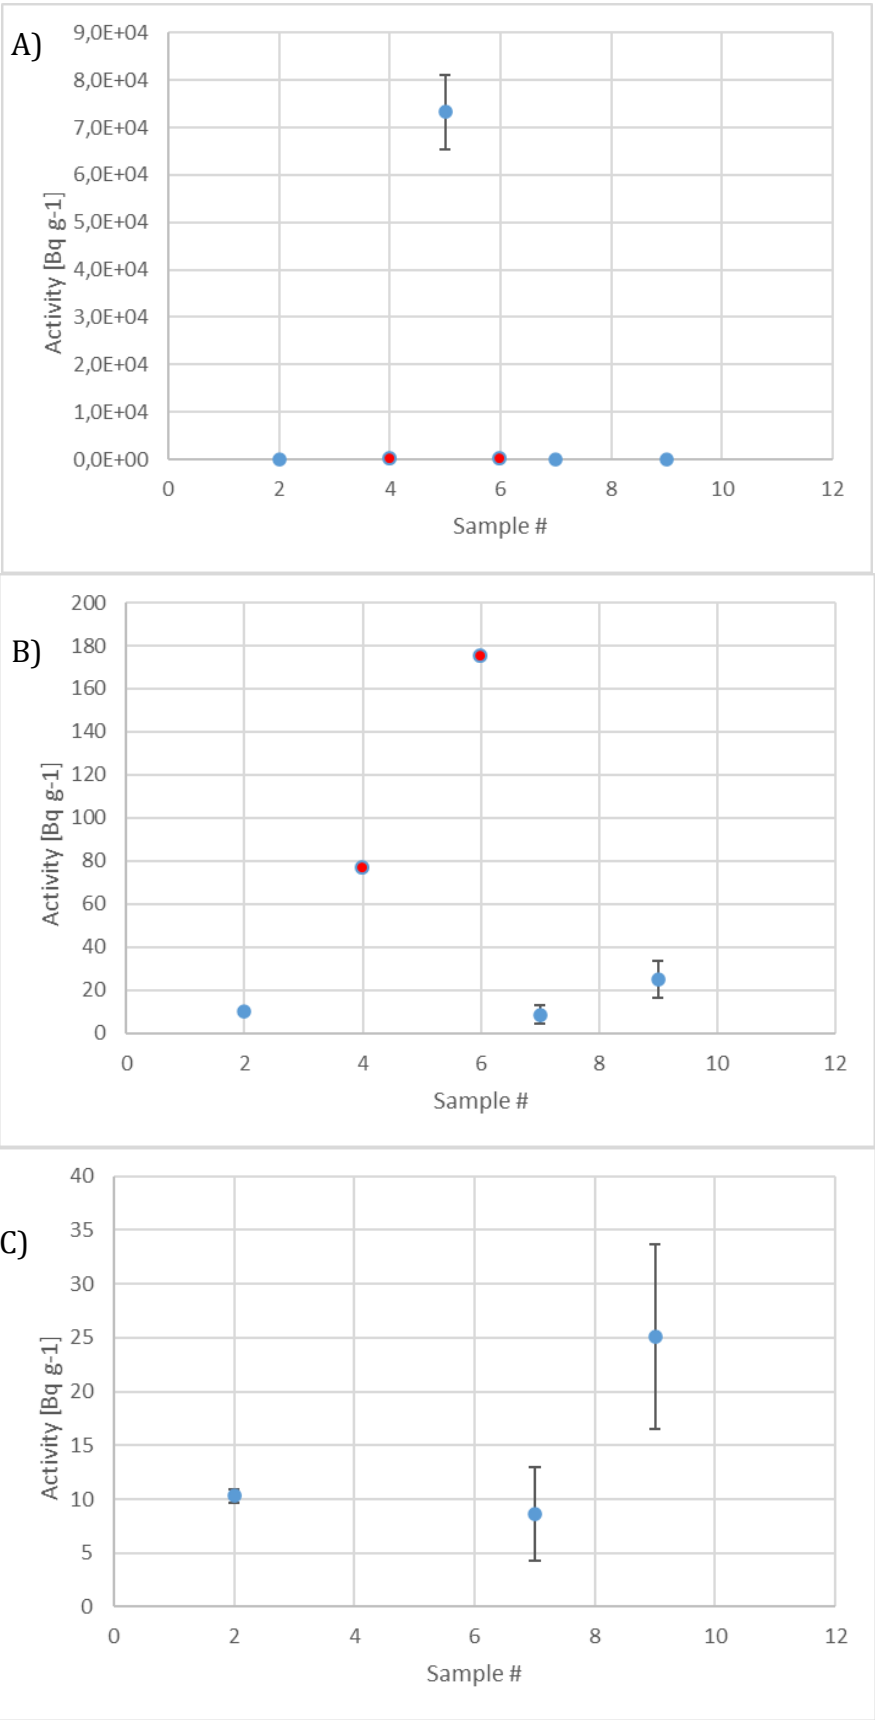 A)
9,0E+04
8,0E+04
7,0E+04
6,0E+04
5,0E+04
4,0E+04
3,0E+04
2,0E+04
1,0E+04
0,0E+00
Activity [Bq g-1]
0 2 4 6 8 10 12
Sample #
B)
200
180
160
140
120
100
80
60
40
20
0
Activity [Bq g-1]
0 2 4 6 8 10 12
Sample #
C)
40
35
30
25
20
15
10
5
0
Activity [Bq g-1]
0 2 4 6 8 10 12
Sample #